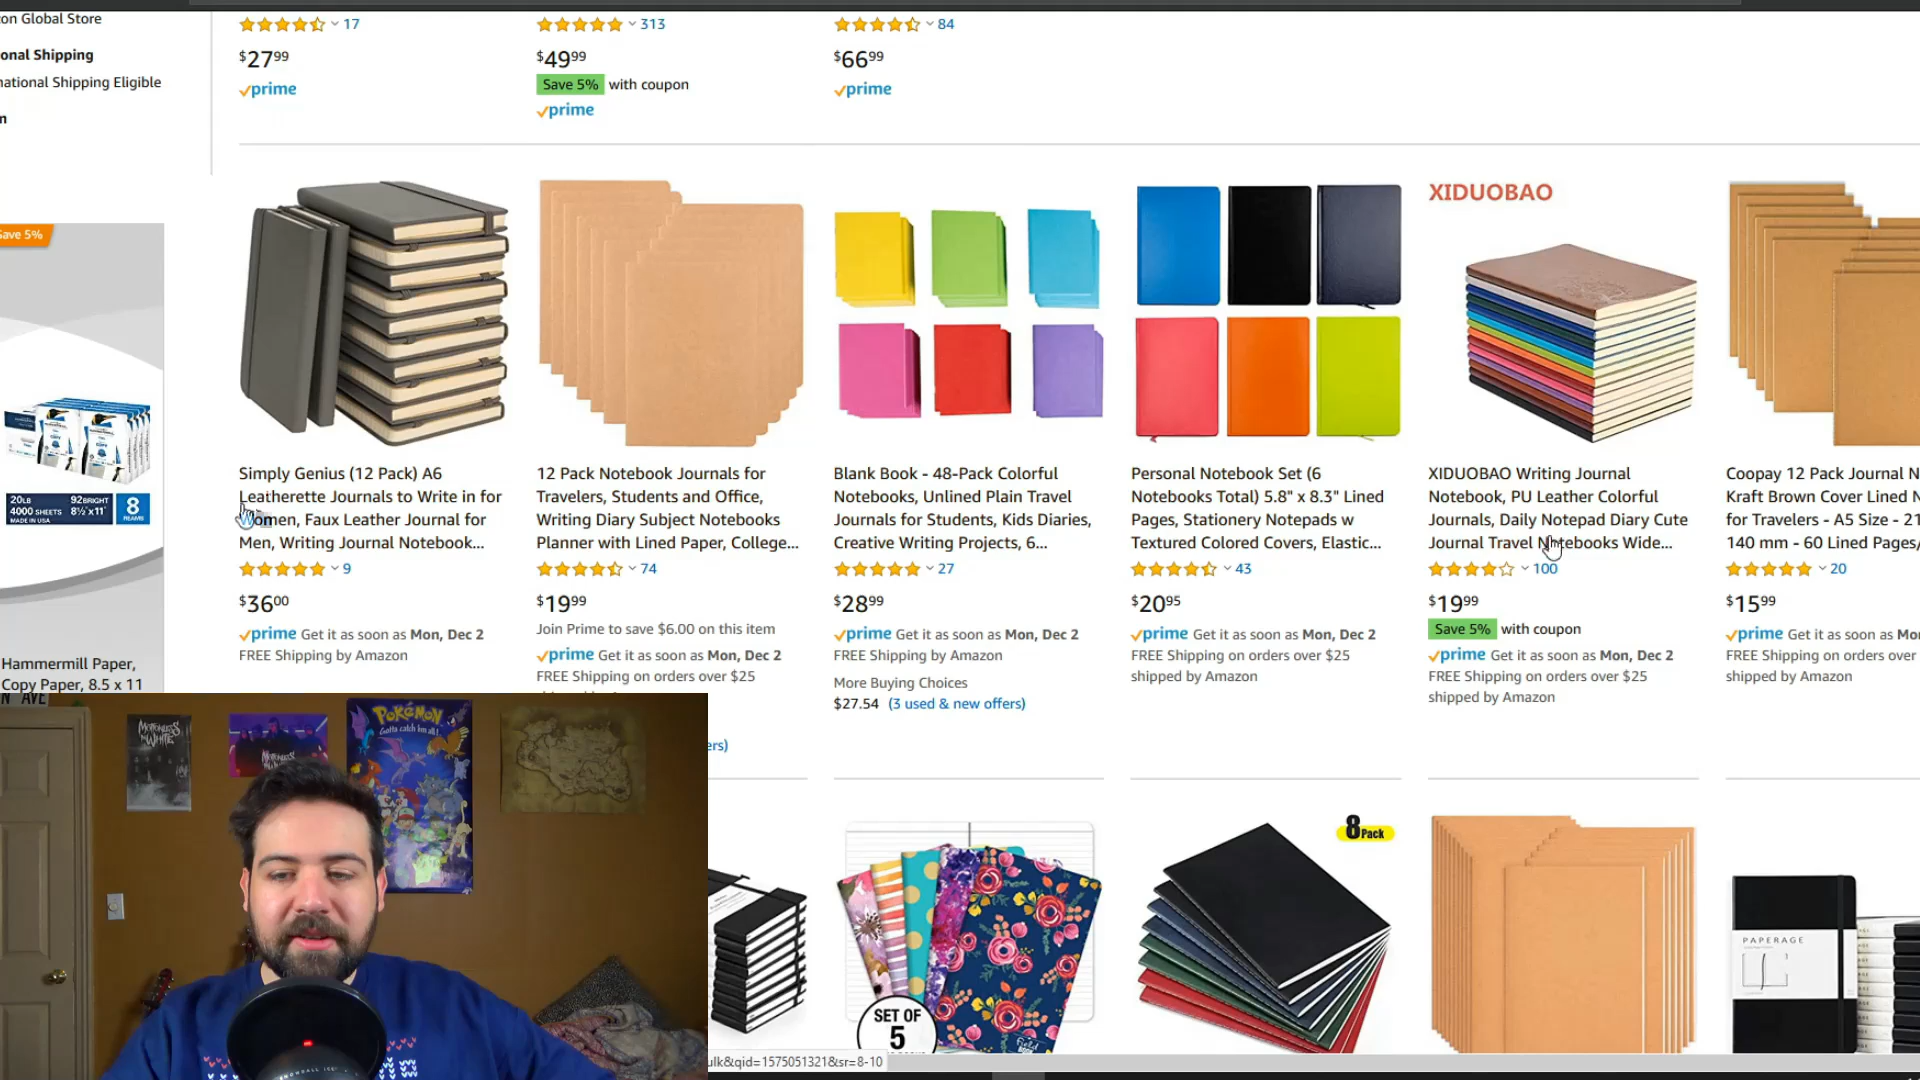 on Global Store
onal Shipping
national Shipping Eligible
17
$27.99
prime
313
$49.99
Save 5% with coupon
prime
84
$66.99
prime
Save 5%
20LB
4000 SHEETS
MADE IN USA
92BRIGHT
8½"x11"
8
REAMS
Hammermill Paper,
Copy Paper, 8.5 x 11
Simply Genius (12 Pack) A6
Leatherette Journals to Write in for
Women, Faux Leather Journal for
Men, Writing Journal Notebook...
9
$36.00
prime Get it as soon as Mon, Dec 2
FREE Shipping by Amazon
12 Pack Notebook Journals for
Travelers, Students and Office,
Writing Diary Subject Notebooks
Planner with Lined Paper, College...
74
$19.99
Join Prime to save $6.00 on this item
prime Get it as soon as Mon, Dec 2
FREE Shipping on orders over $25
ers)
Blank Book - 48-Pack Colorful
Notebooks, Unlined Plain Travel
Journals for Students, Kids Diaries,
Creative Writing Projects, 6...
27
$28.99
prime Get it as soon as Mon, Dec 2
FREE Shipping by Amazon
More Buying Choices
$27.54 (3 used & new offers)
Personal Notebook Set (6
Notebooks Total) 5.8" x 8.3" Lined
Pages, Stationery Notepads w
Textured Colored Covers, Elastic...
43
$20.95
prime Get it as soon as Mon, Dec 2
FREE Shipping on orders over $25
shipped by Amazon
XIDUOBAO
XIDUOBAO Writing Journal
Notebook, PU Leather Colorful
Journals, Daily Notepad Diary Cute
Journal Travel Notebooks Wide...
100
$19.99
Save 5% with coupon
prime Get it as soon as Mon, Dec 2
FREE Shipping on orders over $25
shipped by Amazon
Coopay 12 Pack Journal N
Kraft Brown Cover Lined N
for Travelers - A5 Size - 21
140 mm - 60 Lined Pages/
20
$15.99
prime Get it as soon as Mo
FREE Shipping on orders over
shipped by Amazon
SET OF
5
8 Pack
PAPERAGE
N AVE
MOTIONLESS
IN WHITE
POKéMON
Gotta catch 'em all!
ulk&qid=1575051321&sr=8-10